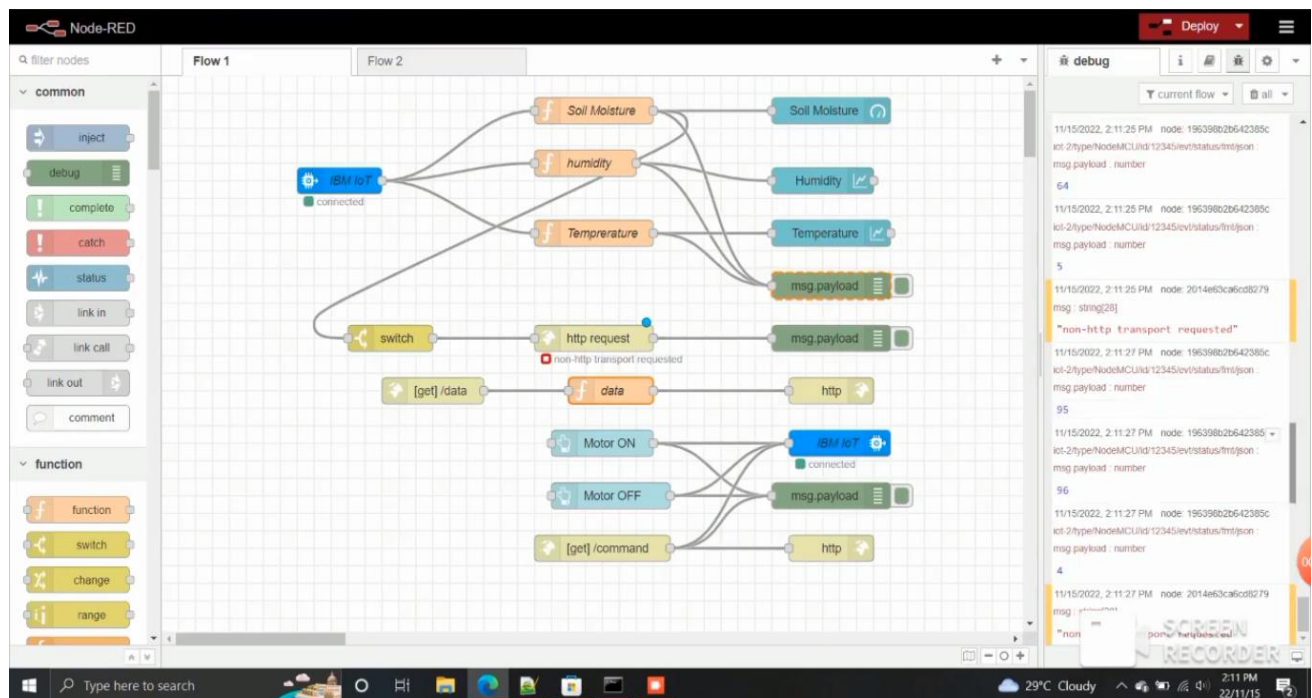 Node-RED
Deploy
filter nodes
Flow 1
Flow 2
debug
i
current flow
all
common
inject
debug
complete
catch
status
link in
link call
link out
comment
function
function
switch
change
range
Soil Moisture
Soil Moisture
IBM IoT
connected
humidity
Humidity
Temprerature
Temperature
msg.payload
switch
http request
msg.payload
non-http transport requested
[get] /data
data
http
Motor ON
IBM IoT
connected
Motor OFF
msg.payload
[get] /command
http
11/15/2022, 2:11:25 PM node: 196398b2b642385c
iot-2/type/NodeMCU/id/12345/evt/status/fmt/json :
msg.payload : number
64
11/15/2022, 2:11:25 PM node: 196398b2b642385c
iot-2/type/NodeMCU/id/12345/evt/status/fmt/json :
msg.payload : number
5
11/15/2022, 2:11:25 PM node: 2014e63ca6cd8279
msg : string[28]
"non-http transport requested"
11/15/2022, 2:11:27 PM node: 196398b2b642385c
iot-2/type/NodeMCU/id/12345/evt/status/fmt/json :
msg.payload : number
95
11/15/2022, 2:11:27 PM node: 196398b2b642385
iot-2/type/NodeMCU/id/12345/evt/status/fmt/json :
msg.payload : number
96
11/15/2022, 2:11:27 PM node: 196398b2b642385c
iot-2/type/NodeMCU/id/12345/evt/status/fmt/json :
msg.payload : number
4
11/15/2022, 2:11:27 PM node: 2014e63ca6cd8279
msg :
"non
requested"
SCREEN
RECORDER
Type here to search
29°C Cloudy
2:11 PM
22/11/15